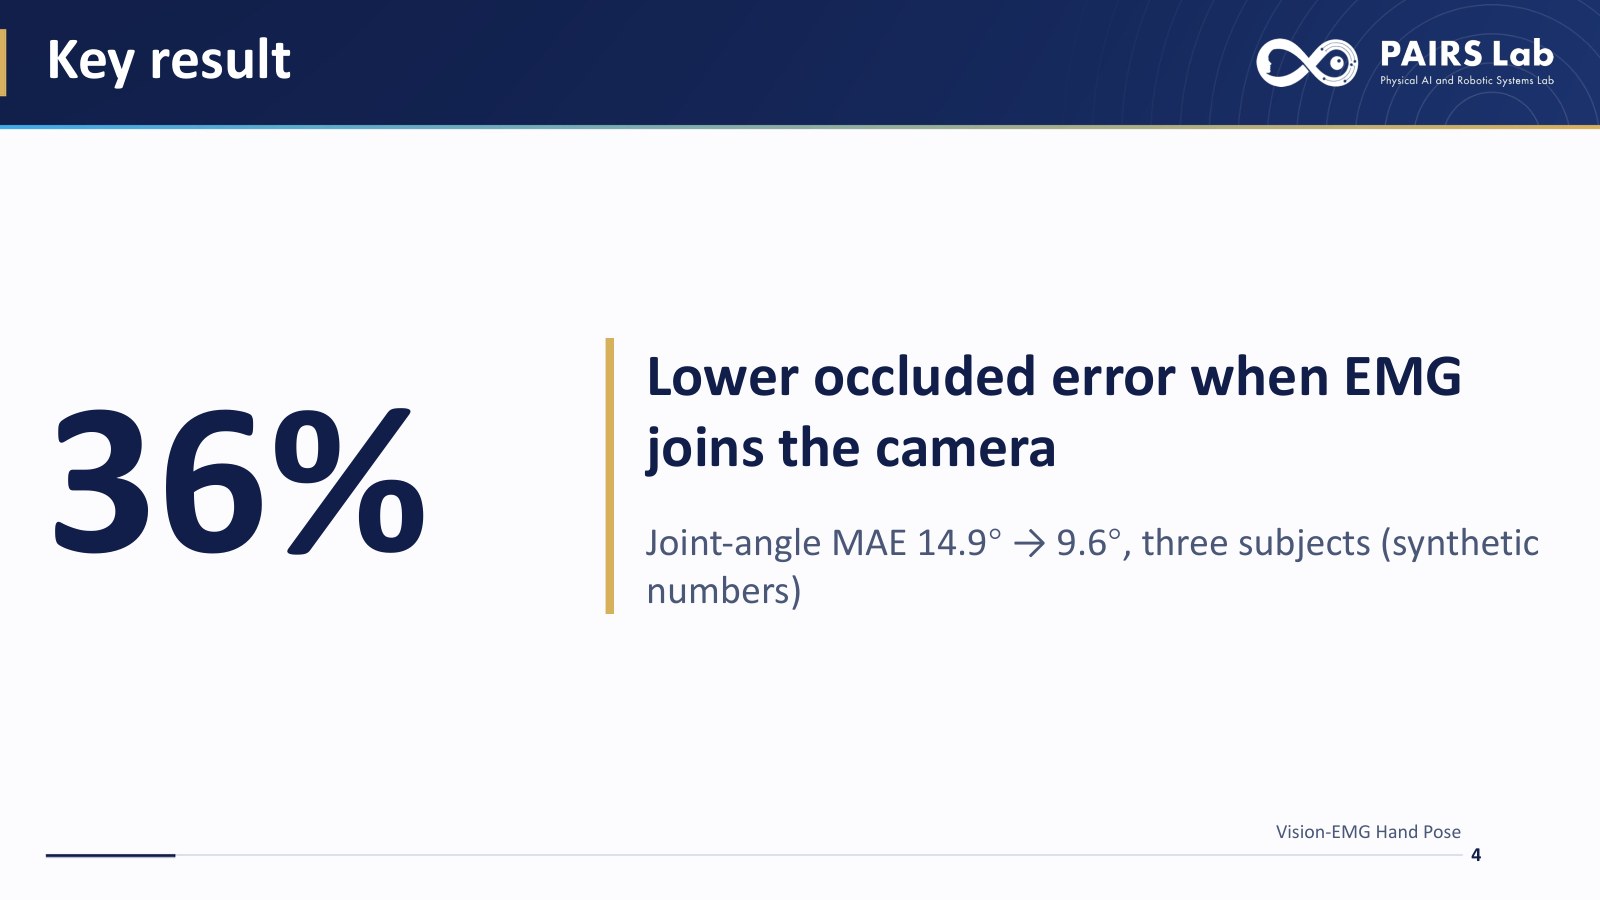 Key result
PAIRS Lab
Physical AI and Robotic Systems Lab
36%
Lower occluded error when EMG
joins the camera
Joint-angle MAE 14.9° → 9.6°, three subjects (synthetic
numbers)
Vision-EMG Hand Pose
4